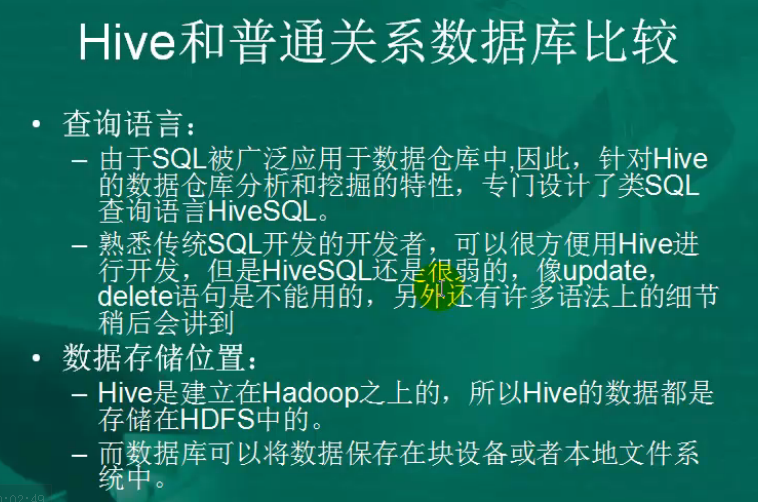 Hive和普通关系数据库比较
• 查询语言：
– 由于SQL被广泛应用于数据仓库中,因此，针对Hive
的数据仓库分析和挖掘的特性，专门设计了类SQL
查询语言HiveSQL。
– 熟悉传统SQL开发的开发者，可以很方便用Hive进
行开发，但是HiveSQL还是很弱的，像update，
delete语句是不能用的，另外还有许多语法上的细节
稍后会讲到
• 数据存储位置：
– Hive是建立在Hadoop之上的，所以Hive的数据都是
存储在HDFS中的。
– 而数据库可以将数据保存在块设备或者本地文件系
统中。
0:02:49